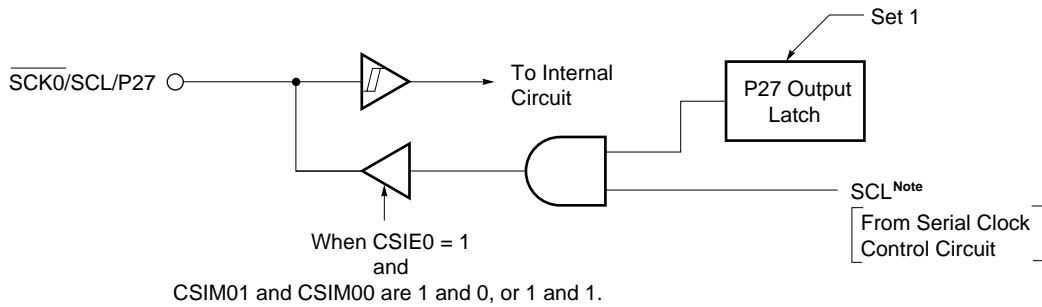 Set 1
SCK0/SCL/P27
To Internal
Circuit
P27 Output
Latch
SCLNote
From Serial Clock
Control Circuit
When CSIE0 = 1
and
CSIM01 and CSIM00 are 1 and 0, or 1 and 1.